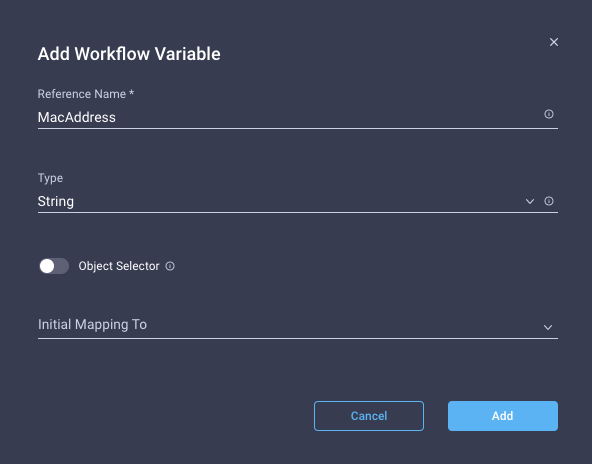 Add Workflow Variable
Reference Name *
MacAddress
Type
String
Object Selector
Initial Mapping To
Cancel
Add